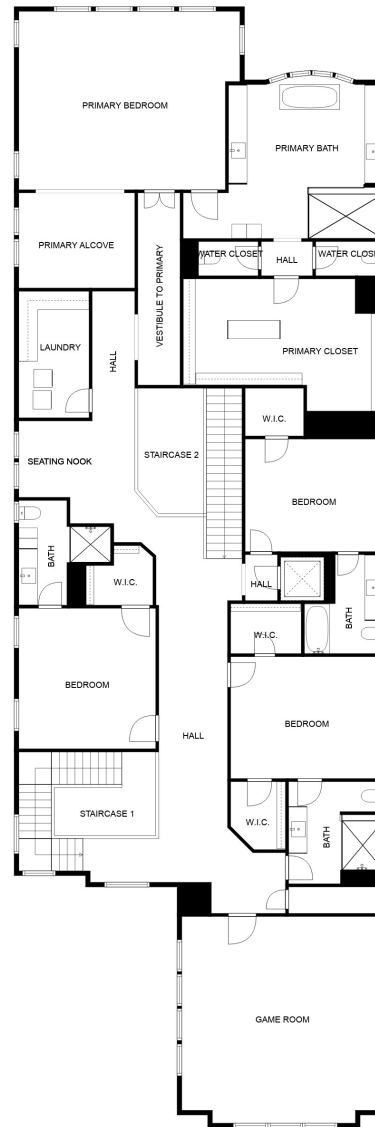 PRIMARY BEDROOM
PRIMARY BATH
PRIMARY ALCOVE
VESTIBULE TO PRIMARY
WATER CLOSET
HALL
WATER CLOSE
LAUNDRY
HALL
PRIMARY CLOSET
W.I.C.
SEATING NOOK
STAIRCASE 2
BEDROOM
BATH
W.I.C.
HALL
BATH
W.I.C.
BEDROOM
BEDROOM
HALL
STAIRCASE 1
W.I.C.
BATH
GAME ROOM